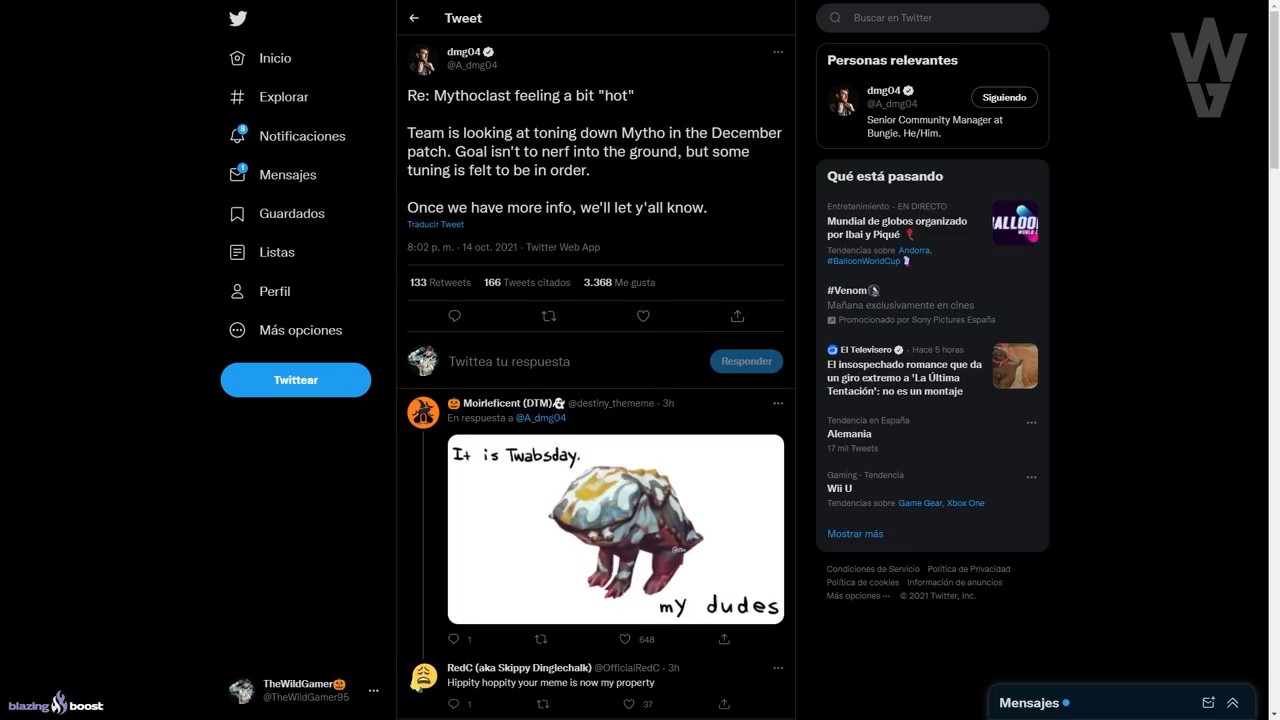 Tweet
Inicio
Explorar
8
Notificaciones
1
Mensajes
Guardados
Listas
Perfil
Más opciones
Twittear
TheWildGamer
@TheWildGamer95
blazing boost
dmg04
@A_dmg04
Re: Mythoclast feeling a bit "hot"
Team is looking at toning down Mytho in the December
patch. Goal isn't to nerf into the ground, but some
tuning is felt to be in order.
Once we have more info, we'll let y'all know.
Traducir Tweet
8:02 p. m. · 14 oct. 2021 · Twitter Web App
133 Retweets 166 Tweets citados 3.368 Me gusta
Twittea tu respuesta
Responder
Moirleficent (DTM) @destiny_thememe · 3h
En respuesta a @A_dmg04
It is Twabsday.
my dudes
1 648
RedC (aka Skippy Dinglechalk) @OfficialRedC · 3h
Hippity hoppity your meme is now my property
1 37
Buscar en Twitter
Personas relevantes
dmg04
@A_dmg04
Siguiendo
Senior Community Manager at
Bungie. He/Him.
Qué está pasando
Entretenimiento · EN DIRECTO
Mundial de globos organizado
por Ibai y Piqué
Tendencias sobre Andorra,
#BalloonWorldCup
#Venom
Mañana exclusivamente en cines
Promocionado por Sony Pictures España
El Televisero · Hace 5 horas
El insospechado romance que da
un giro extremo a 'La Última
Tentación': no es un montaje
Tendencia en España
Alemania
17 mil Tweets
Gaming · Tendencia
Wii U
Tendencias sobre Game Gear, Xbox One
Mostrar más
Condiciones de Servicio Política de Privacidad
Política de cookies Información de anuncios
Más opciones ··· © 2021 Twitter, Inc.
Mensajes